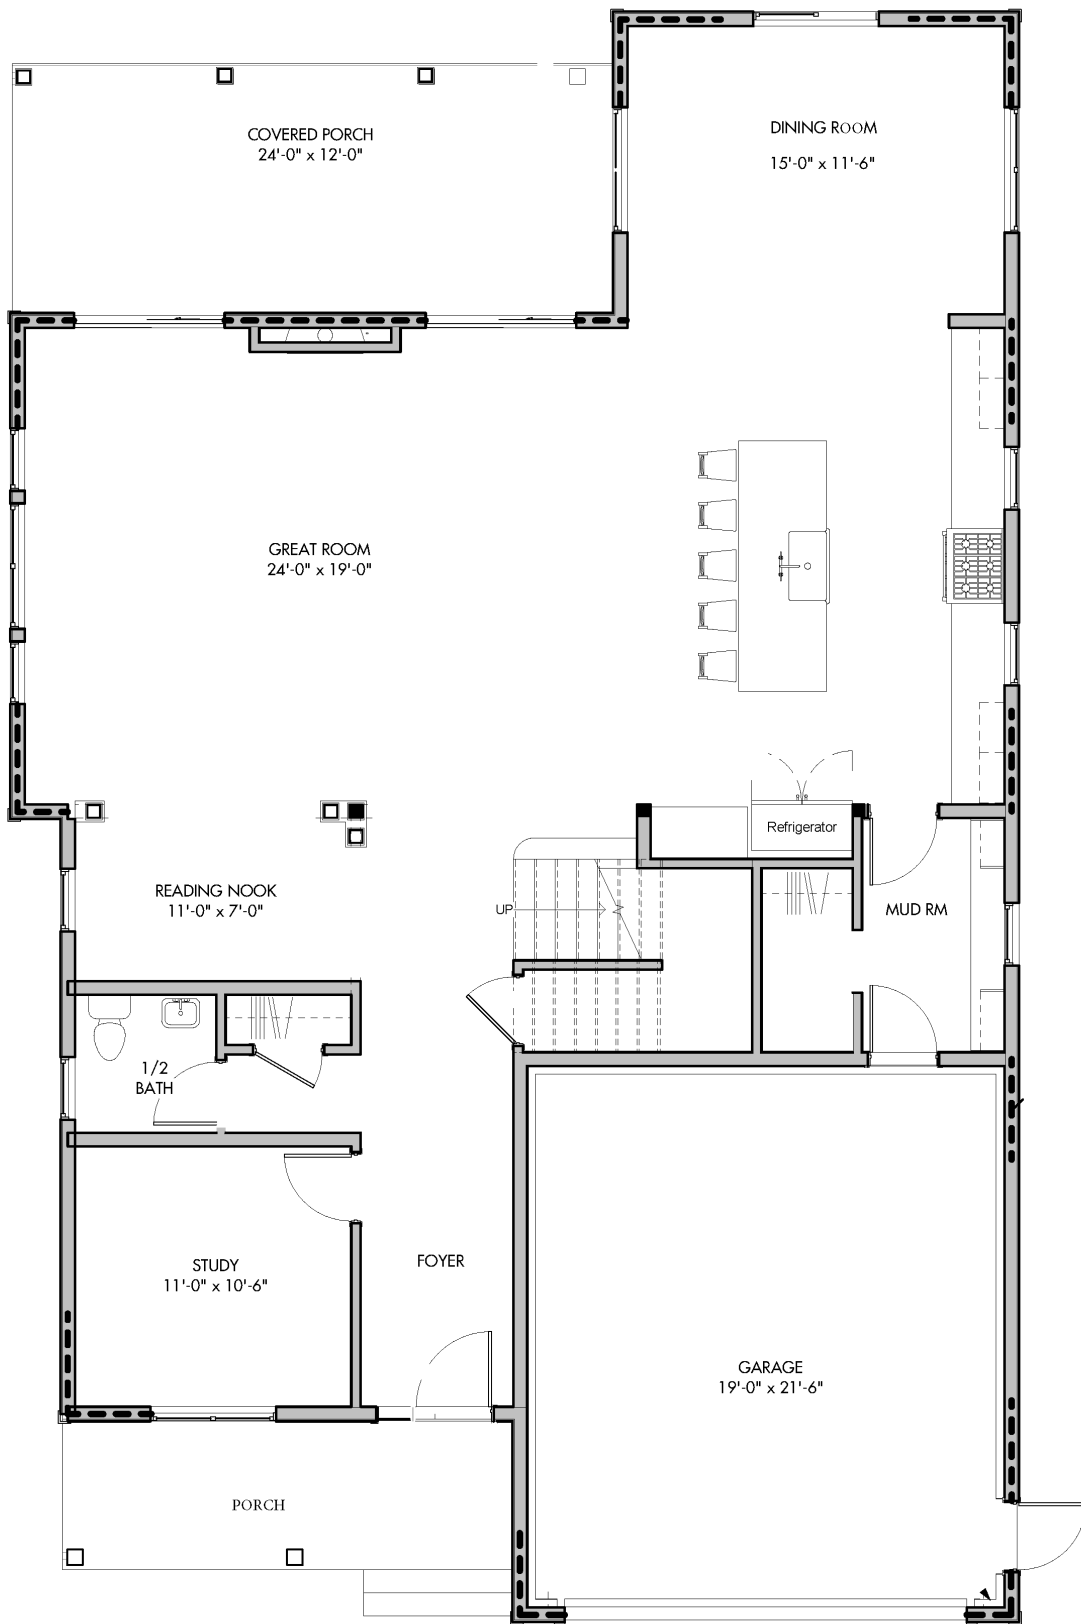 COVERED PORCH
24'-0" x 12'-0"
DINING ROOM
15'-0" x 11'-6"
GREAT ROOM
24'-0" x 19'-0"
Refrigerator
READING NOOK
11'-0" x 7'-0"
UP
MUD RM
1/2
BATH
STUDY
11'-0" x 10'-6"
FOYER
GARAGE
19'-0" x 21'-6"
PORCH